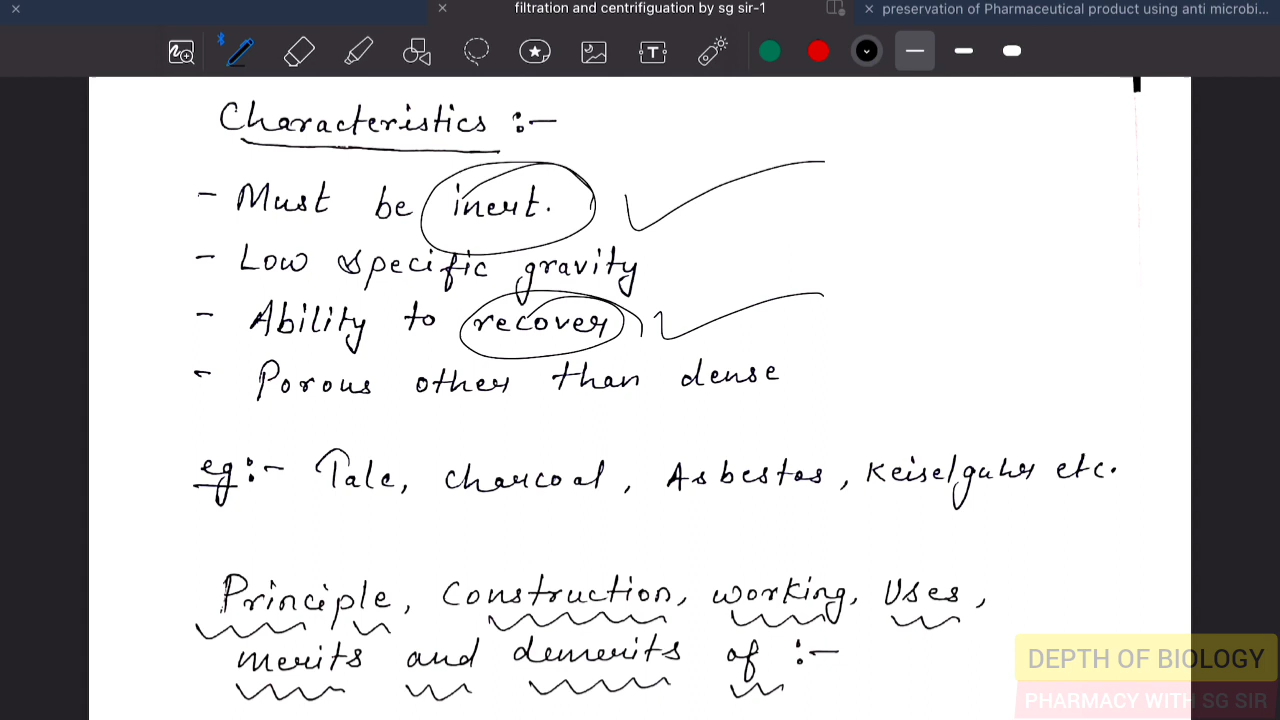 filtration and centrifiguation by sg sir-1
preservation of Pharmaceutical product using anti microbi...
Characteristics :-
- Must be inert.
- Low specific gravity
- Ability to recover
- Porous other than dense
eg:- Talc, charcoal, Asbestos, Keiselguhr etc.
Principle, Construction, working, Uses,
merits and demerits of :-
DEPTH OF BIOLOGY
PHARMACY WITH SG SIR